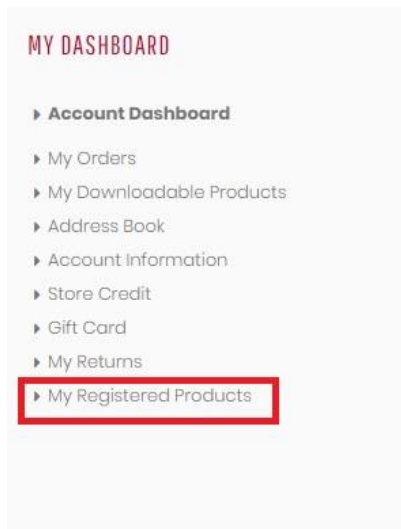 MY DASHBOARD
Account Dashboard
My Orders
My Downloadable Products
Address Book
Account Information
Store Credit
Gift Card
My Returns
My Registered Products